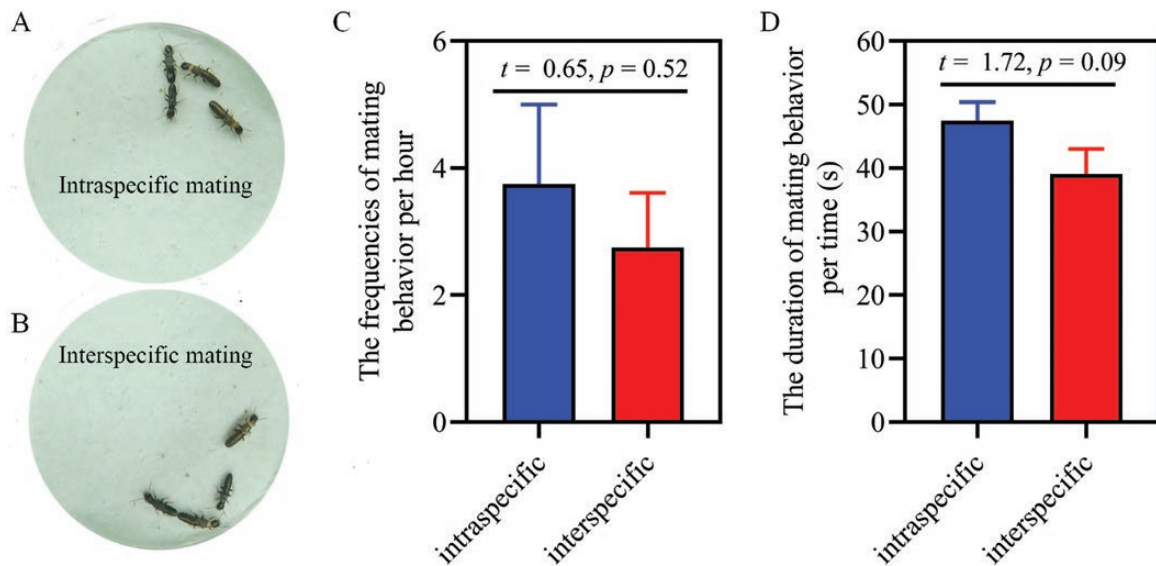 A
Intraspecific mating
B
Interspecific mating
C
The frequencies of mating
behavior per hour
6
4
2
0
t = 0.65, p = 0.52
intraspecific
interspecific
D
The duration of mating behavior
per time (s)
60
50
40
30
20
10
0
t = 1.72, p = 0.09
intraspecific
interspecific